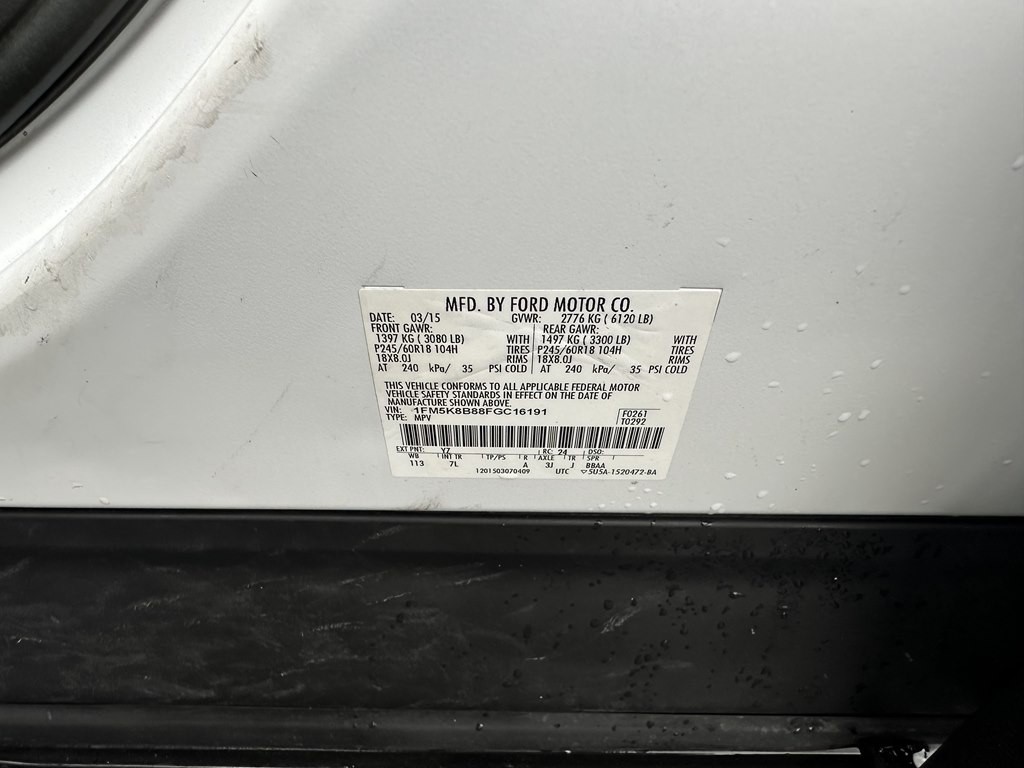 MFD. BY FORD MOTOR CO.
DATE: 03/15 GVWR: 2776 KG ( 6120 LB)
FRONT GAWR: REAR GAWR:
1397 KG ( 3080 LB) WITH 1497 KG ( 3300 LB) WITH
P245/60R18 104H TIRES P245/60R18 104H TIRES
18X8.0J RIMS 18X8.0J RIMS
AT 240 kPa/ 35 PSI COLD AT 240 kPa/ 35 PSI COLD
THIS VEHICLE CONFORMS TO ALL APPLICABLE FEDERAL MOTOR
VEHICLE SAFETY STANDARDS IN EFFECT ON THE DATE OF
MANUFACTURE SHOWN ABOVE.
VIN: 1FM5K8B88FGC16191 F0261
TYPE: MPV T0292
EXT PNT: YZ RC: 24 DSO:
WB INT TR TP/PS R AXLE TR SPR
113 7L A 3J J BBAA
1201503070409 UTC 5U5A-1520472-BA